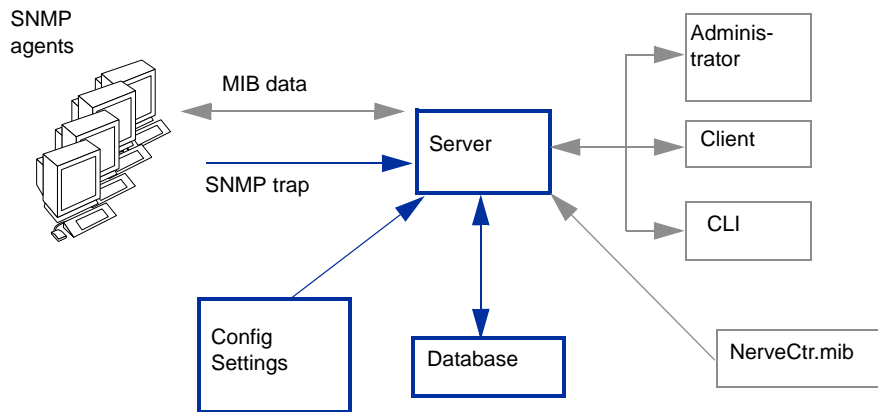 SNMP
agents
MIB data
SNMP trap
Server
Adminis-
trator
Client
CLI
Config
Settings
Database
NerveCtr.mib